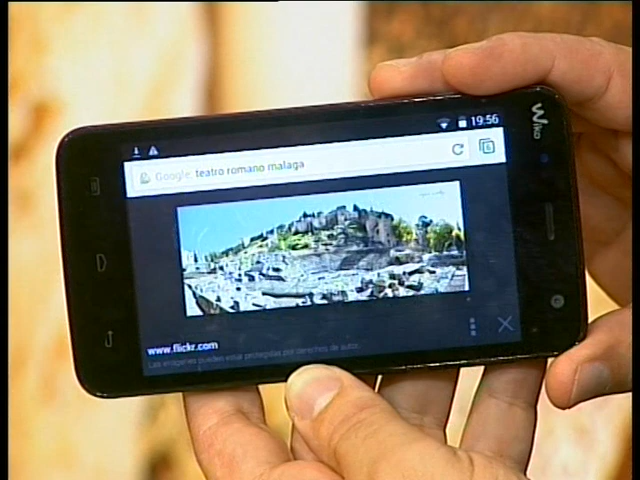 19:56
Wiko
Google: teatro romano malaga
6
www.flickr.com
Las imágenes pueden estar protegidas por derechos de autor.